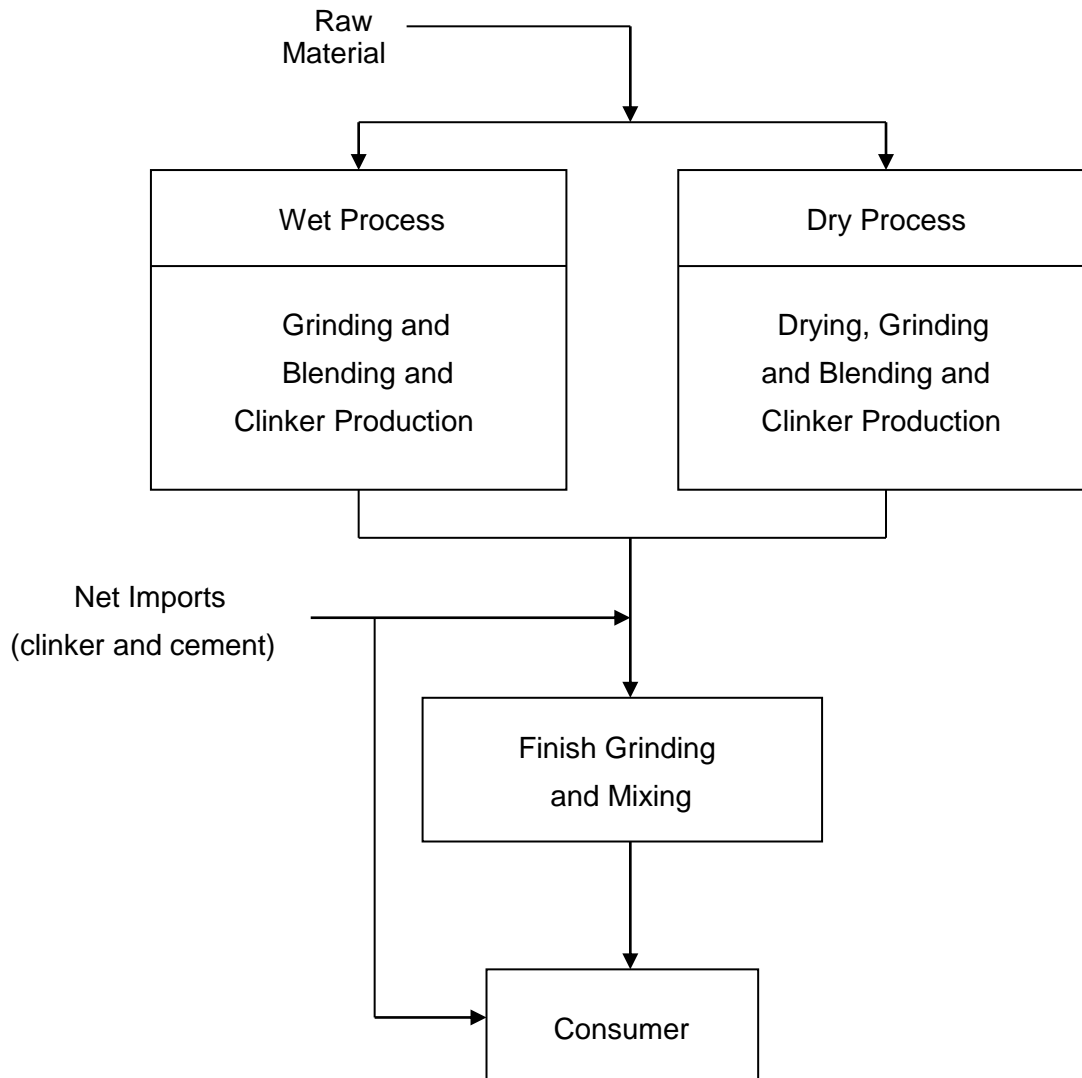 Raw
Material
Wet Process
Dry Process
Grinding and
Blending and
Clinker Production
Drying, Grinding
and Blending and
Clinker Production
Net Imports
(clinker and cement)
Finish Grinding
and Mixing
Consumer